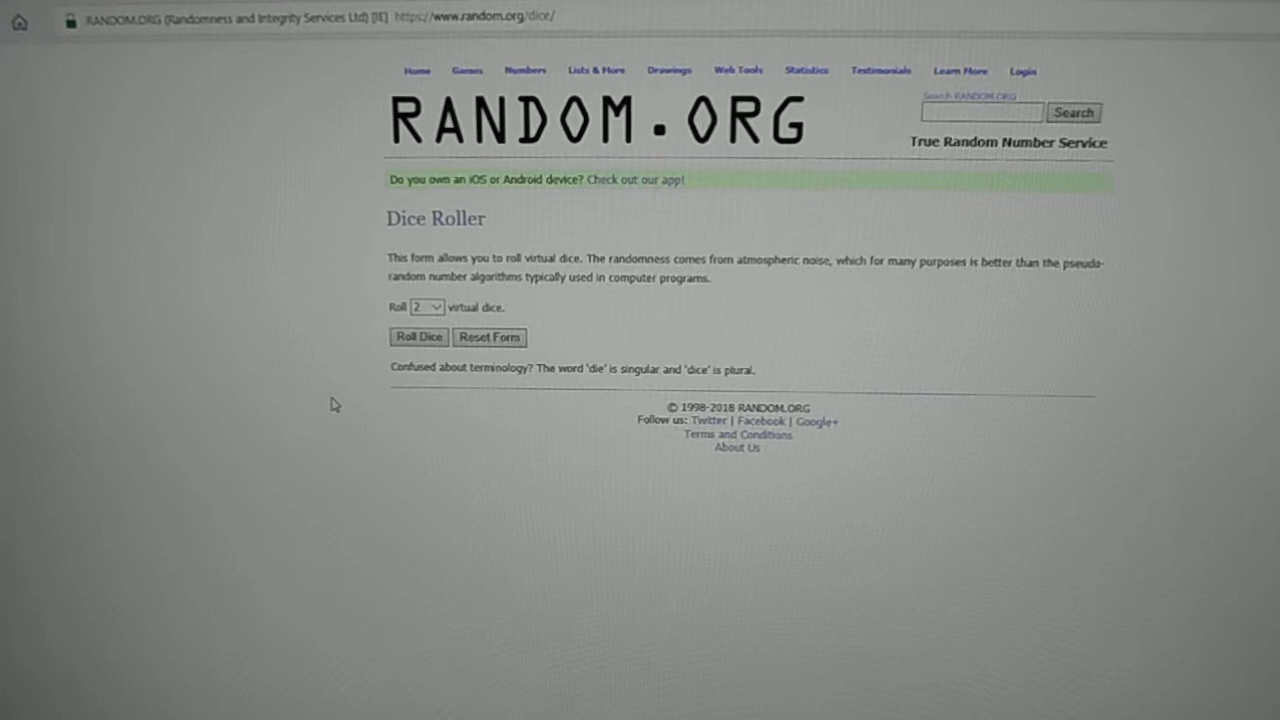 RANDOM.ORG (Randomness and Integrity Services Ltd) [IE] https://www.random.org/dice/
Home Games Numbers Lists & More Drawings Web Tools Statistics Testimonials Learn More Login
Search RANDOM.ORG
RANDOM.ORG
Search
True Random Number Service
Do you own an iOS or Android device? Check out our app!
Dice Roller
This form allows you to roll virtual dice. The randomness comes from atmospheric noise, which for many purposes is better than the pseudo-
random number algorithms typically used in computer programs.
Roll 2 virtual dice.
Roll Dice Reset Form
Confused about terminology? The word 'die' is singular and 'dice' is plural.
© 1998-2018 RANDOM.ORG
Follow us: Twitter | Facebook | Google+
Terms and Conditions
About Us